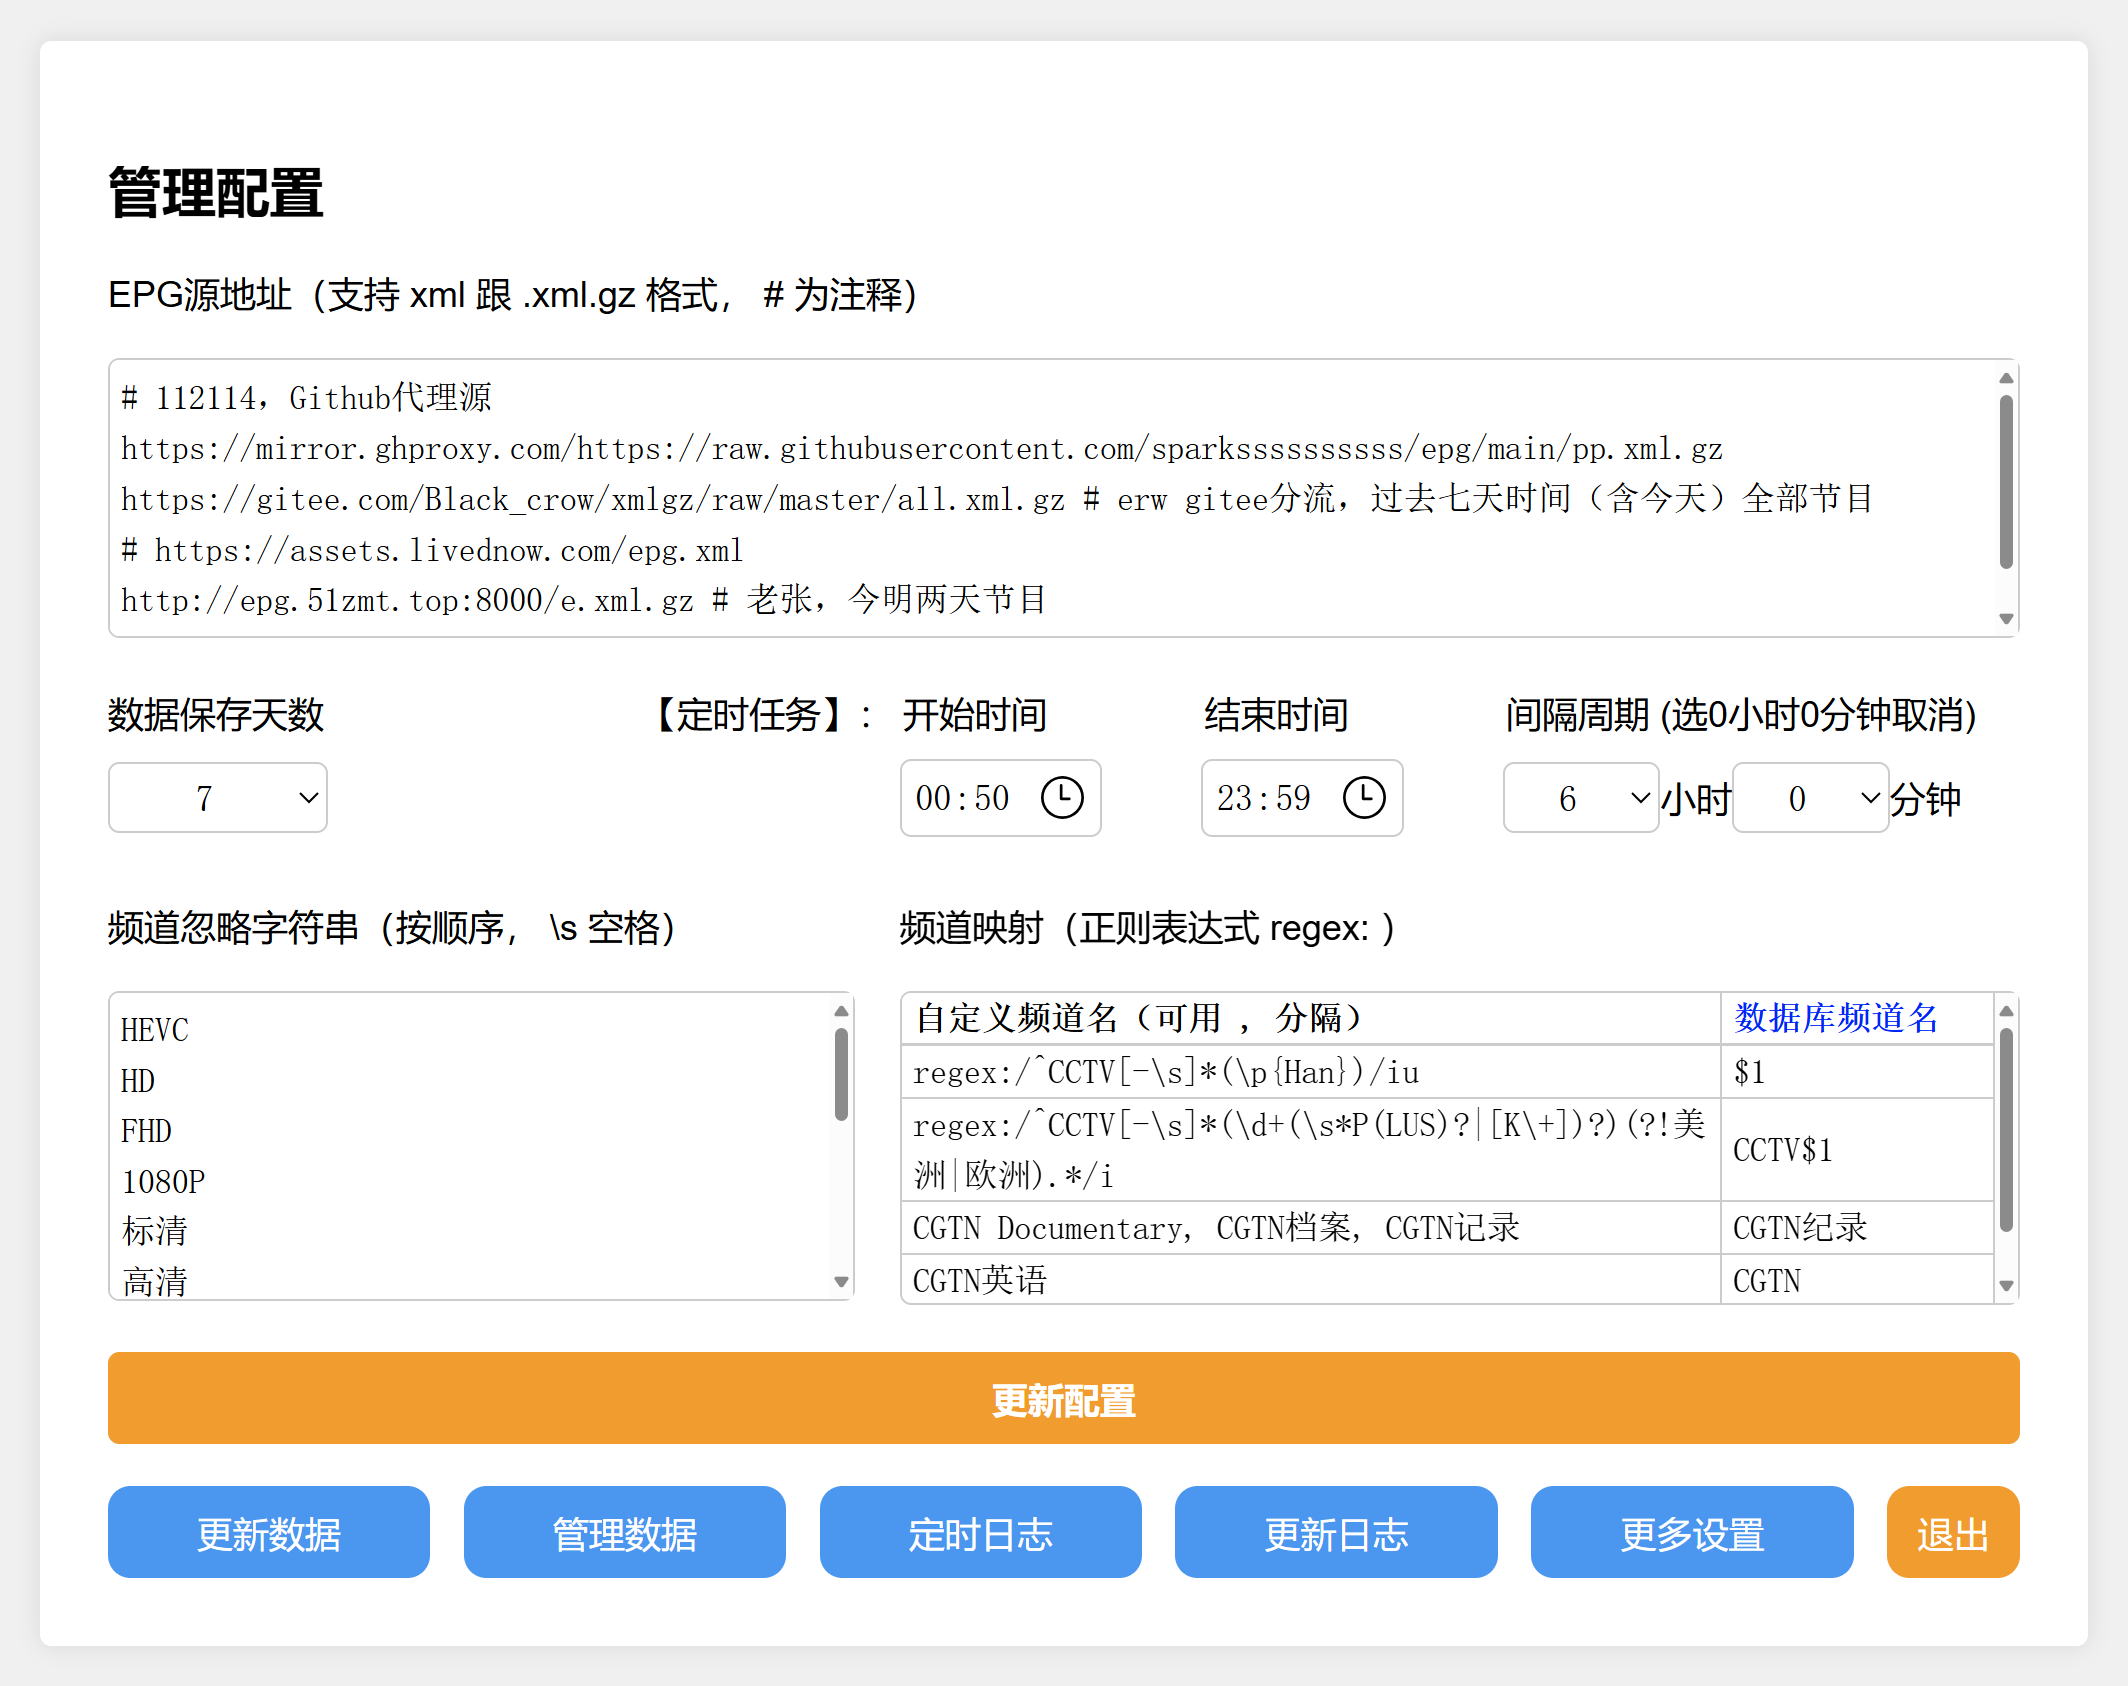 管理配置
EPG源地址（支持 xml 跟 .xml.gz 格式， # 为注释）
# 112114，Github代理源
https://mirror.ghproxy.com/https://raw.githubusercontent.com/sparkssssssssss/epg/main/pp.xml.gz
https://gitee.com/Black_crow/xmlgz/raw/master/all.xml.gz # erw gitee分流，过去七天时间（含今天）全部节目
# https://assets.livednow.com/epg.xml
http://epg.51zmt.top:8000/e.xml.gz # 老张，今明两天节目
数据保存天数 【定时任务】： 开始时间 结束时间 间隔周期 (选0小时0分钟取消)
7 00:50 23:59 6 小时 0 分钟
频道忽略字符串（按顺序， \s 空格）
HEVC
HD
FHD
1080P
标清
高清
频道映射（正则表达式 regex: ）
自定义频道名（可用 , 分隔） 数据库频道名
regex:/^CCTV[-\s]*(\p{Han})/iu $1
regex:/^CCTV[-\s]*(\d+(\s*P(LUS)?|[K\+])?)(?!美
洲|欧洲).*/i CCTV$1
CGTN Documentary, CGTN档案, CGTN记录 CGTN纪录
CGTN英语 CGTN
更新配置
更新数据 管理数据 定时日志 更新日志 更多设置 退出